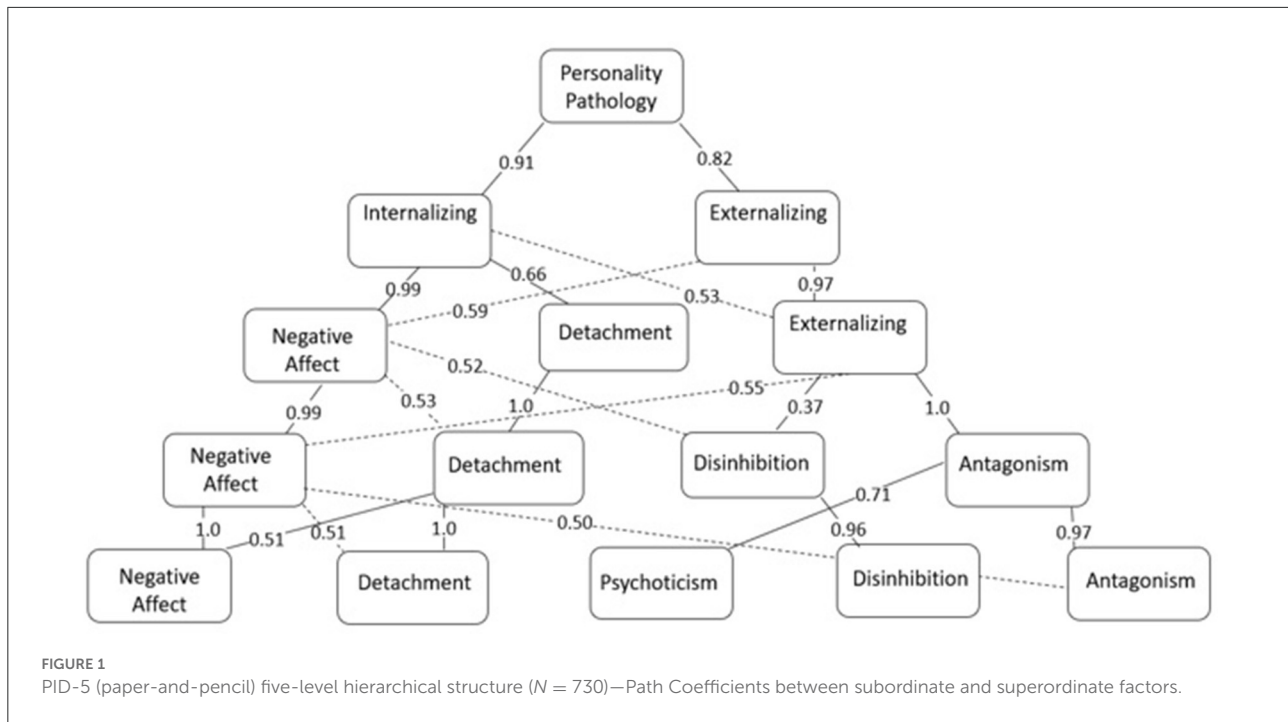 Personality
Pathology
0.91
0.82
Internalizing
Externalizing
0.99
0.66
0.59
0.53
0.97
Negative
Affect
Detachment
Externalizing
0.99
0.53
0.52
1.0
0.55
0.37
1.0
Negative
Affect
Detachment
Disinhibition
Antagonism
1.0
0.51
0.51
1.0
0.50
0.71
0.96
0.97
Negative
Affect
Detachment
Psychoticism
Disinhibition
Antagonism
FIGURE 1
PID-5 (paper-and-pencil) five-level hierarchical structure (N = 730)—Path Coefficients between subordinate and superordinate factors.